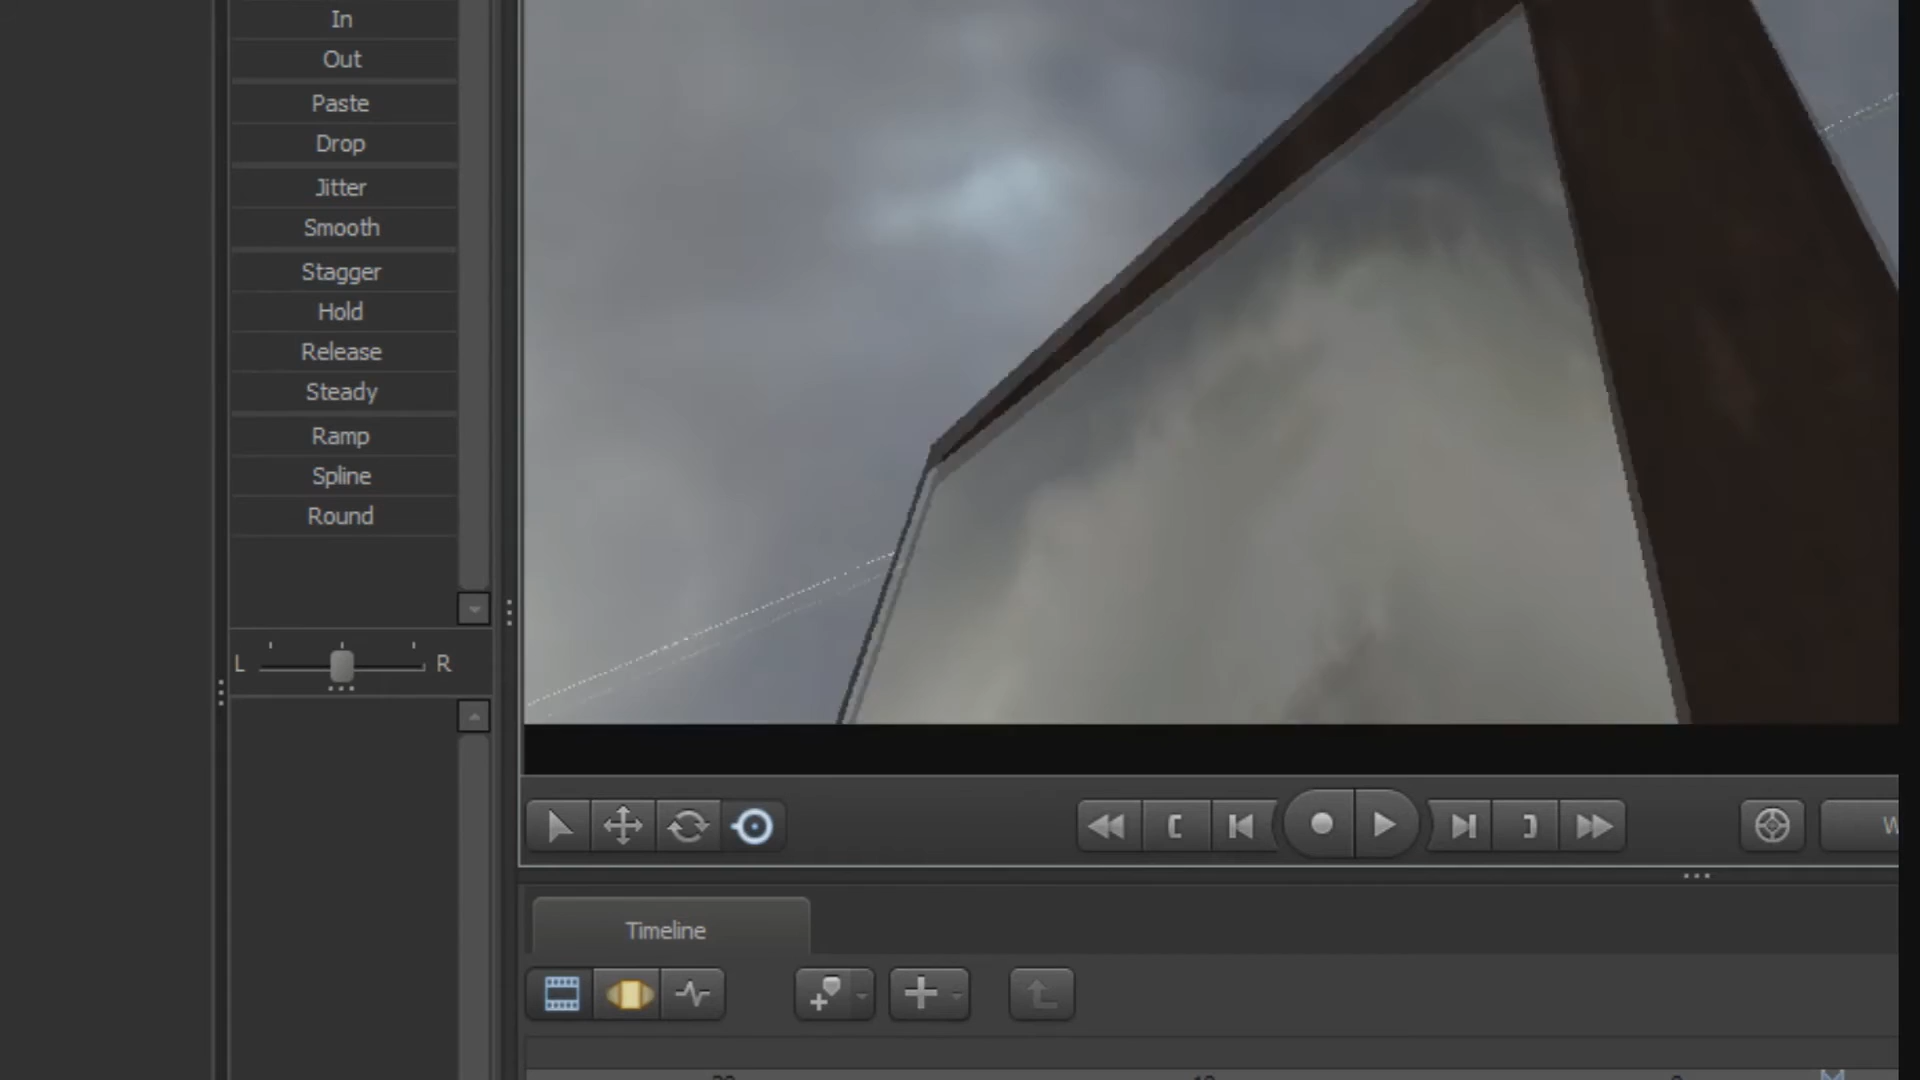 In
Out
Paste
Drop
Jitter
Smooth
Stagger
Hold
Release
Steady
Ramp
Spline
Round
L R
Timeline